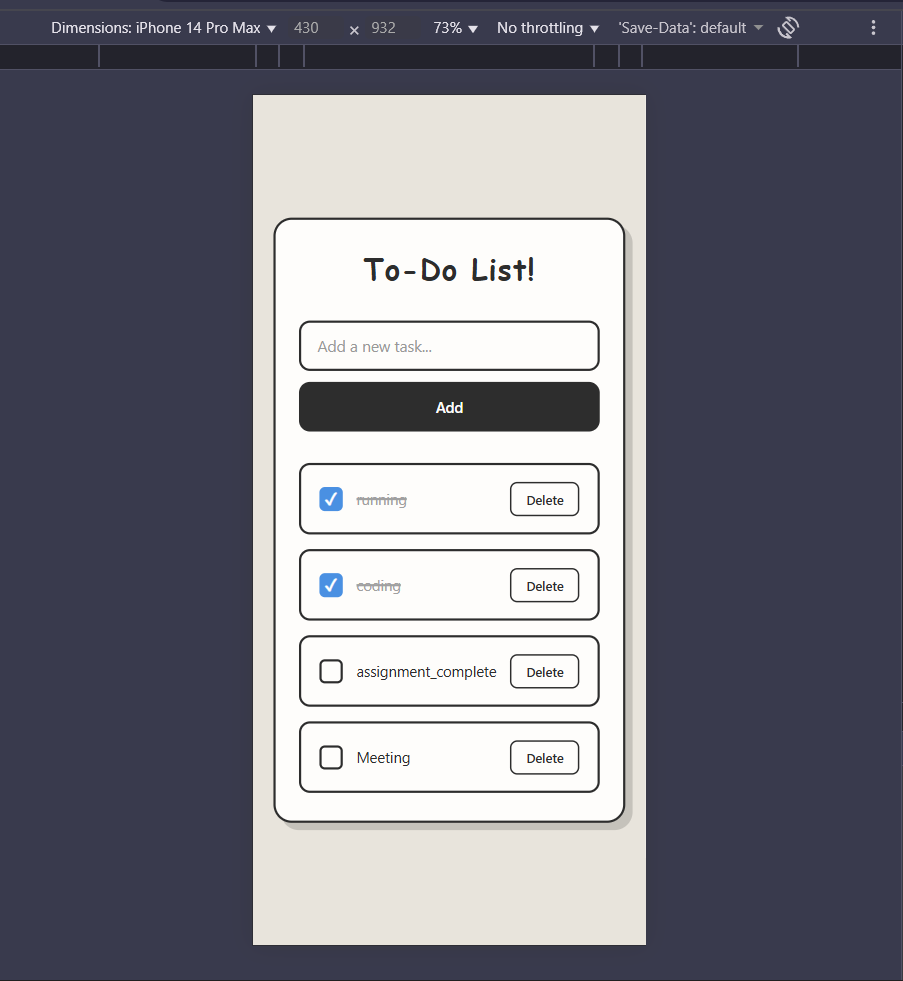 Dimensions: iPhone 14 Pro Max 430 × 932 73% No throttling 'Save-Data': default
To-Do List!
Add a new task...
Add
running Delete
coding Delete
assignment_complete Delete
Meeting Delete